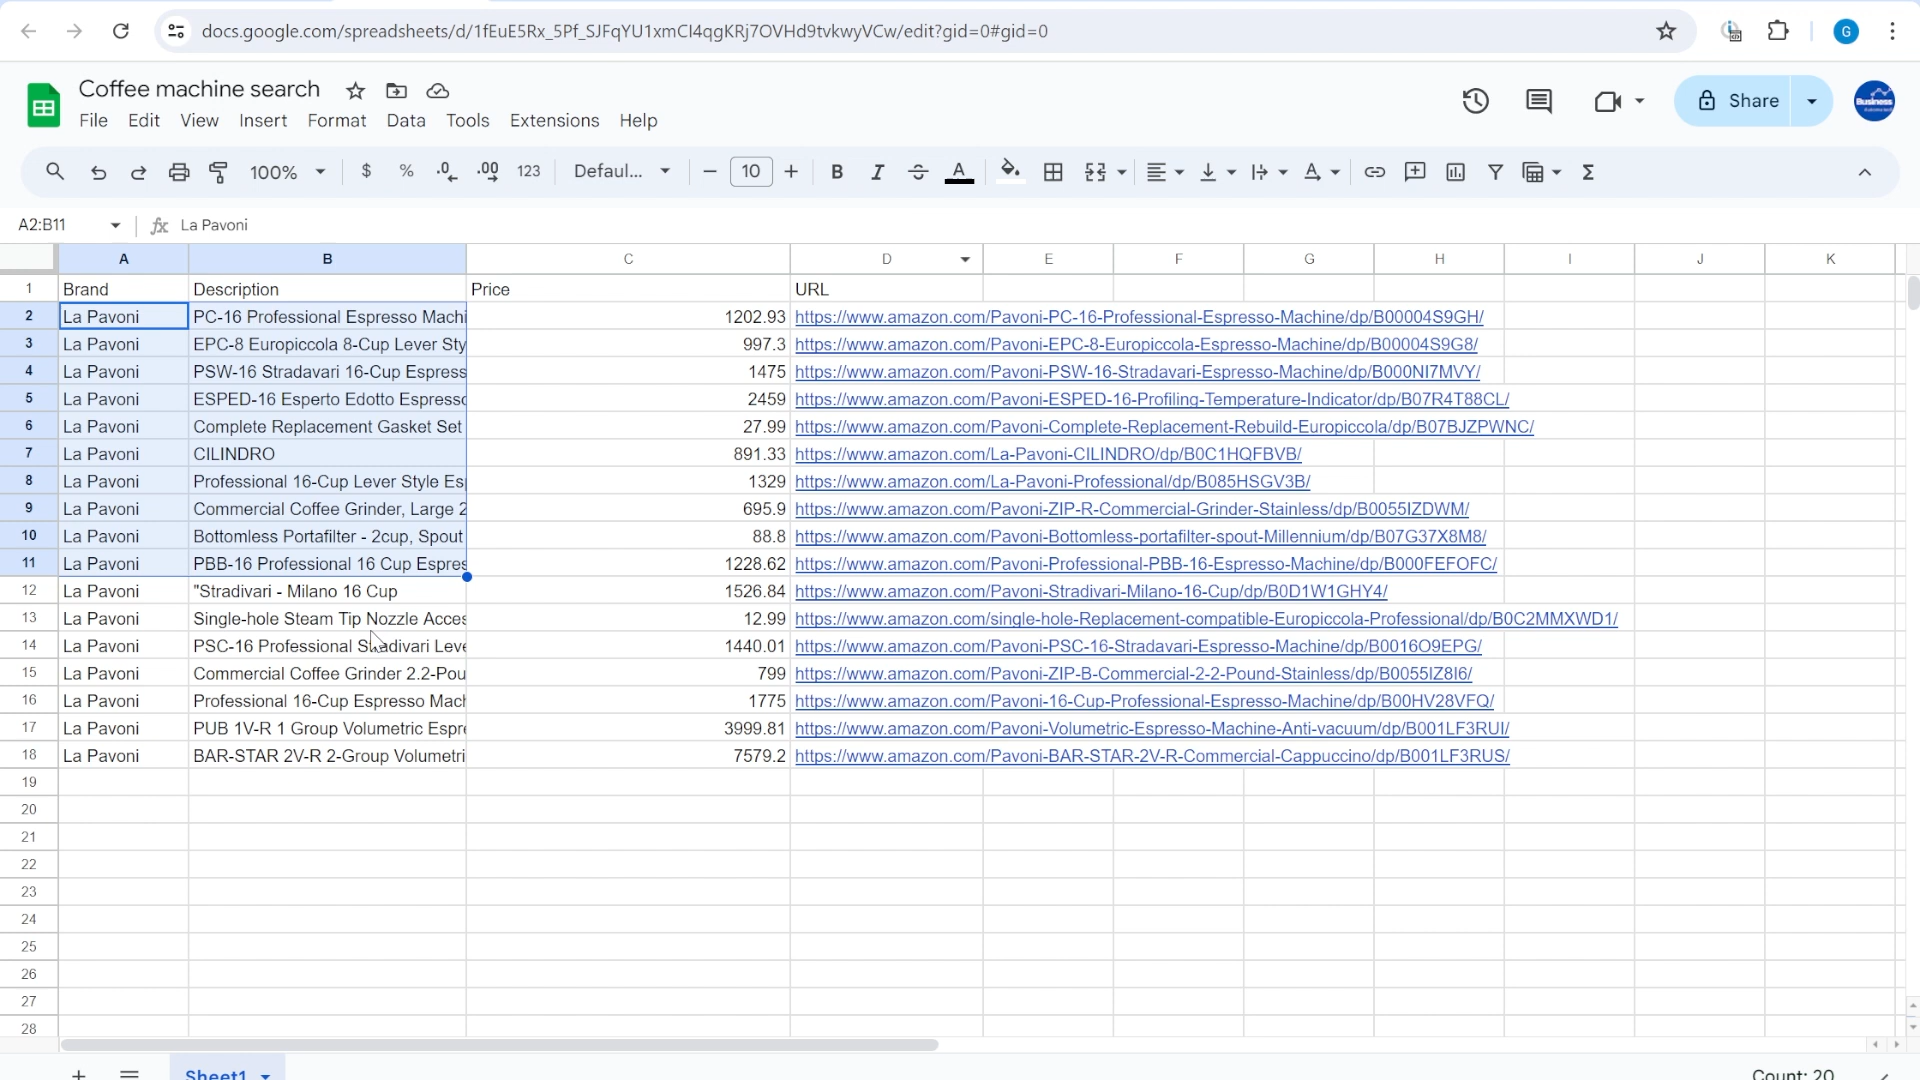 docs.google.com/spreadsheets/d/1fEuE5Rx_5Pf_SJFqYU1xmCI4qgKRj7OVHd9tvkwyVCw/edit?gid=0#gid=0
G
Coffee machine search
File Edit View Insert Format Data Tools Extensions Help
Share
Business
100% $ % .0 .00 123 Defaul... 10 B I A
A2:B11 fx La Pavoni
A B C D E F G H I J K
1 Brand Description Price URL
2 La Pavoni PC-16 Professional Espresso Machi 1202.93 https://www.amazon.com/Pavoni-PC-16-Professional-Espresso-Machine/dp/B00004S9GH/
3 La Pavoni EPC-8 Europiccola 8-Cup Lever Sty 997.3 https://www.amazon.com/Pavoni-EPC-8-Europiccola-Espresso-Machine/dp/B00004S9G8/
4 La Pavoni PSW-16 Stradavari 16-Cup Espress 1475 https://www.amazon.com/Pavoni-PSW-16-Stradavari-Espresso-Machine/dp/B000NI7MVY/
5 La Pavoni ESPED-16 Esperto Edotto Espresso 2459 https://www.amazon.com/Pavoni-ESPED-16-Profiling-Temperature-Indicator/dp/B07R4T88CL/
6 La Pavoni Complete Replacement Gasket Set 27.99 https://www.amazon.com/Pavoni-Complete-Replacement-Rebuild-Europiccola/dp/B07BJZPWNC/
7 La Pavoni CILINDRO 891.33 https://www.amazon.com/La-Pavoni-CILINDRO/dp/B0C1HQFBVB/
8 La Pavoni Professional 16-Cup Lever Style Es 1329 https://www.amazon.com/La-Pavoni-Professional/dp/B085HSGV3B/
9 La Pavoni Commercial Coffee Grinder, Large 2 695.9 https://www.amazon.com/Pavoni-ZIP-R-Commercial-Grinder-Stainless/dp/B0055IZDWM/
10 La Pavoni Bottomless Portafilter - 2cup, Spout 88.8 https://www.amazon.com/Pavoni-Bottomless-portafilter-spout-Millennium/dp/B07G37X8M8/
11 La Pavoni PBB-16 Professional 16 Cup Espres 1228.62 https://www.amazon.com/Pavoni-Professional-PBB-16-Espresso-Machine/dp/B000FEFOFC/
12 La Pavoni "Stradivari - Milano 16 Cup 1526.84 https://www.amazon.com/Pavoni-Stradivari-Milano-16-Cup/dp/B0D1W1GHY4/
13 La Pavoni Single-hole Steam Tip Nozzle Acces 12.99 https://www.amazon.com/single-hole-Replacement-compatible-Europiccola-Professional/dp/B0C2MMXWD1/
14 La Pavoni PSC-16 Professional Stradivari Leve 1440.01 https://www.amazon.com/Pavoni-PSC-16-Stradavari-Espresso-Machine/dp/B0016O9EPG/
15 La Pavoni Commercial Coffee Grinder 2.2-Pou 799 https://www.amazon.com/Pavoni-ZIP-B-Commercial-2-2-Pound-Stainless/dp/B0055IZ8I6/
16 La Pavoni Professional 16-Cup Espresso Mach 1775 https://www.amazon.com/Pavoni-16-Cup-Professional-Espresso-Machine/dp/B00HV28VFQ/
17 La Pavoni PUB 1V-R 1 Group Volumetric Espre 3999.81 https://www.amazon.com/Pavoni-Volumetric-Espresso-Machine-Anti-vacuum/dp/B001LF3RUI/
18 La Pavoni BAR-STAR 2V-R 2-Group Volumetri 7579.2 https://www.amazon.com/Pavoni-BAR-STAR-2V-R-Commercial-Cappuccino/dp/B001LF3RUS/
19
20
21
22
23
24
25
26
27
28
Sheet1 Count: 20